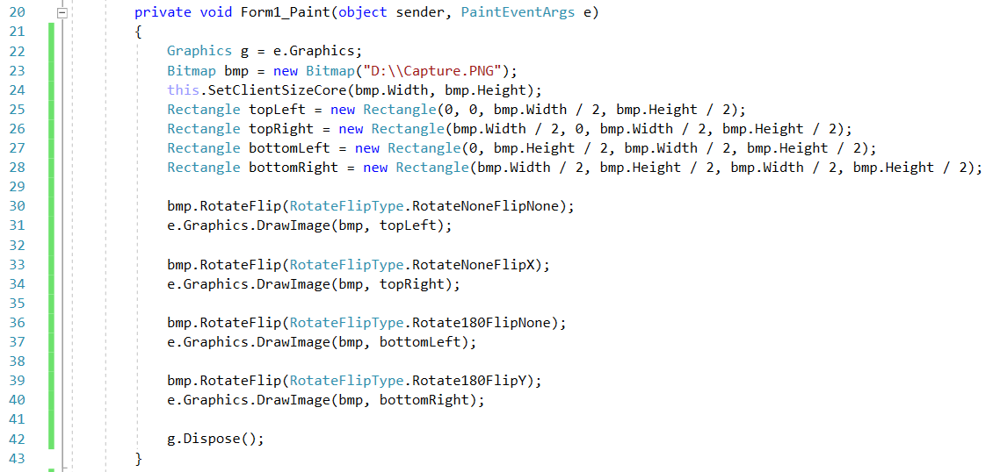 20 private void Form1_Paint(object sender, PaintEventArgs e)
21 {
22 Graphics g = e.Graphics;
23 Bitmap bmp = new Bitmap("D:\\Capture.PNG");
24 this.SetClientSizeCore(bmp.Width, bmp.Height);
25 Rectangle topLeft = new Rectangle(0, 0, bmp.Width / 2, bmp.Height / 2);
26 Rectangle topRight = new Rectangle(bmp.Width / 2, 0, bmp.Width / 2, bmp.Height / 2);
27 Rectangle bottomLeft = new Rectangle(0, bmp.Height / 2, bmp.Width / 2, bmp.Height / 2);
28 Rectangle bottomRight = new Rectangle(bmp.Width / 2, bmp.Height / 2, bmp.Width / 2, bmp.Height / 2);
29
30 bmp.RotateFlip(RotateFlipType.RotateNoneFlipNone);
31 e.Graphics.DrawImage(bmp, topLeft);
32
33 bmp.RotateFlip(RotateFlipType.RotateNoneFlipX);
34 e.Graphics.DrawImage(bmp, topRight);
35
36 bmp.RotateFlip(RotateFlipType.Rotate180FlipNone);
37 e.Graphics.DrawImage(bmp, bottomLeft);
38
39 bmp.RotateFlip(RotateFlipType.Rotate180FlipY);
40 e.Graphics.DrawImage(bmp, bottomRight);
41
42 g.Dispose();
43 }